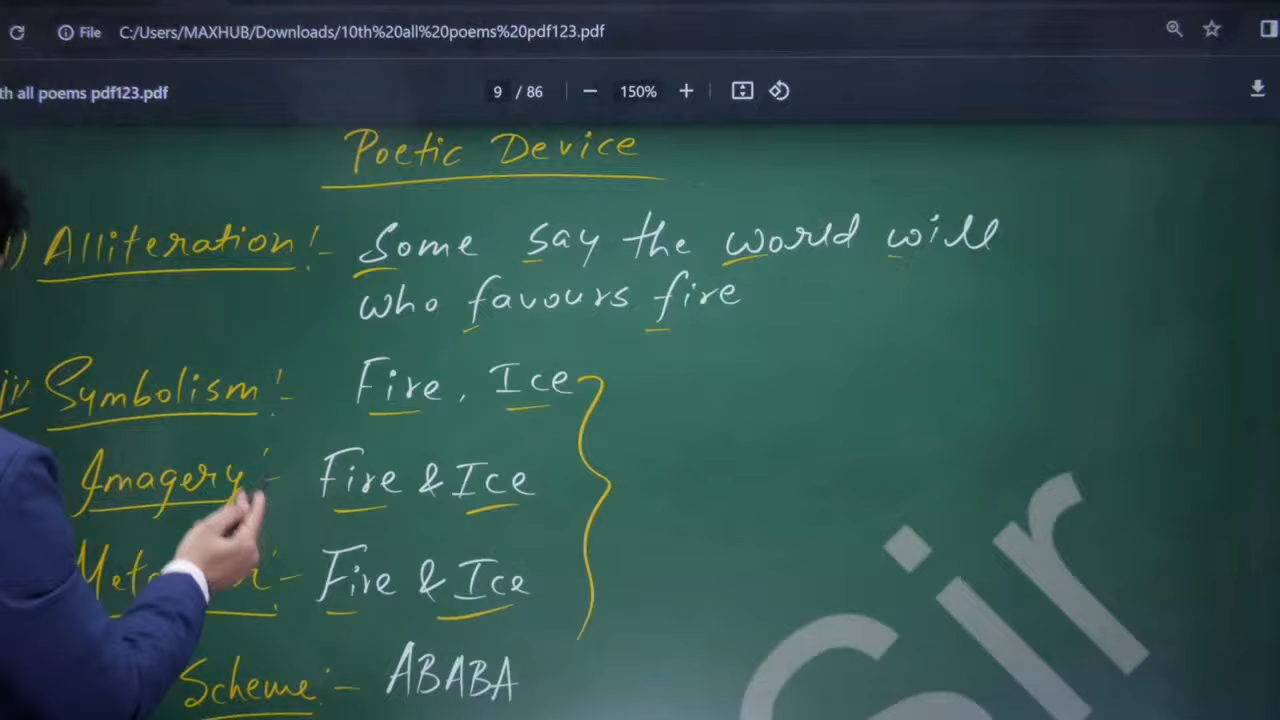 File C:/Users/MAXHUB/Downloads/10th%20all%20poems%20pdf123.pdf
th all poems pdf123.pdf 9 / 86 150%
Poetic Device
i) Alliteration!- Some say the world will
who favours fire
ii) Symbolism!- Fire, Ice
Imagery:- Fire & Ice
Fire & Ice
Scheme:- ABABA
Sir